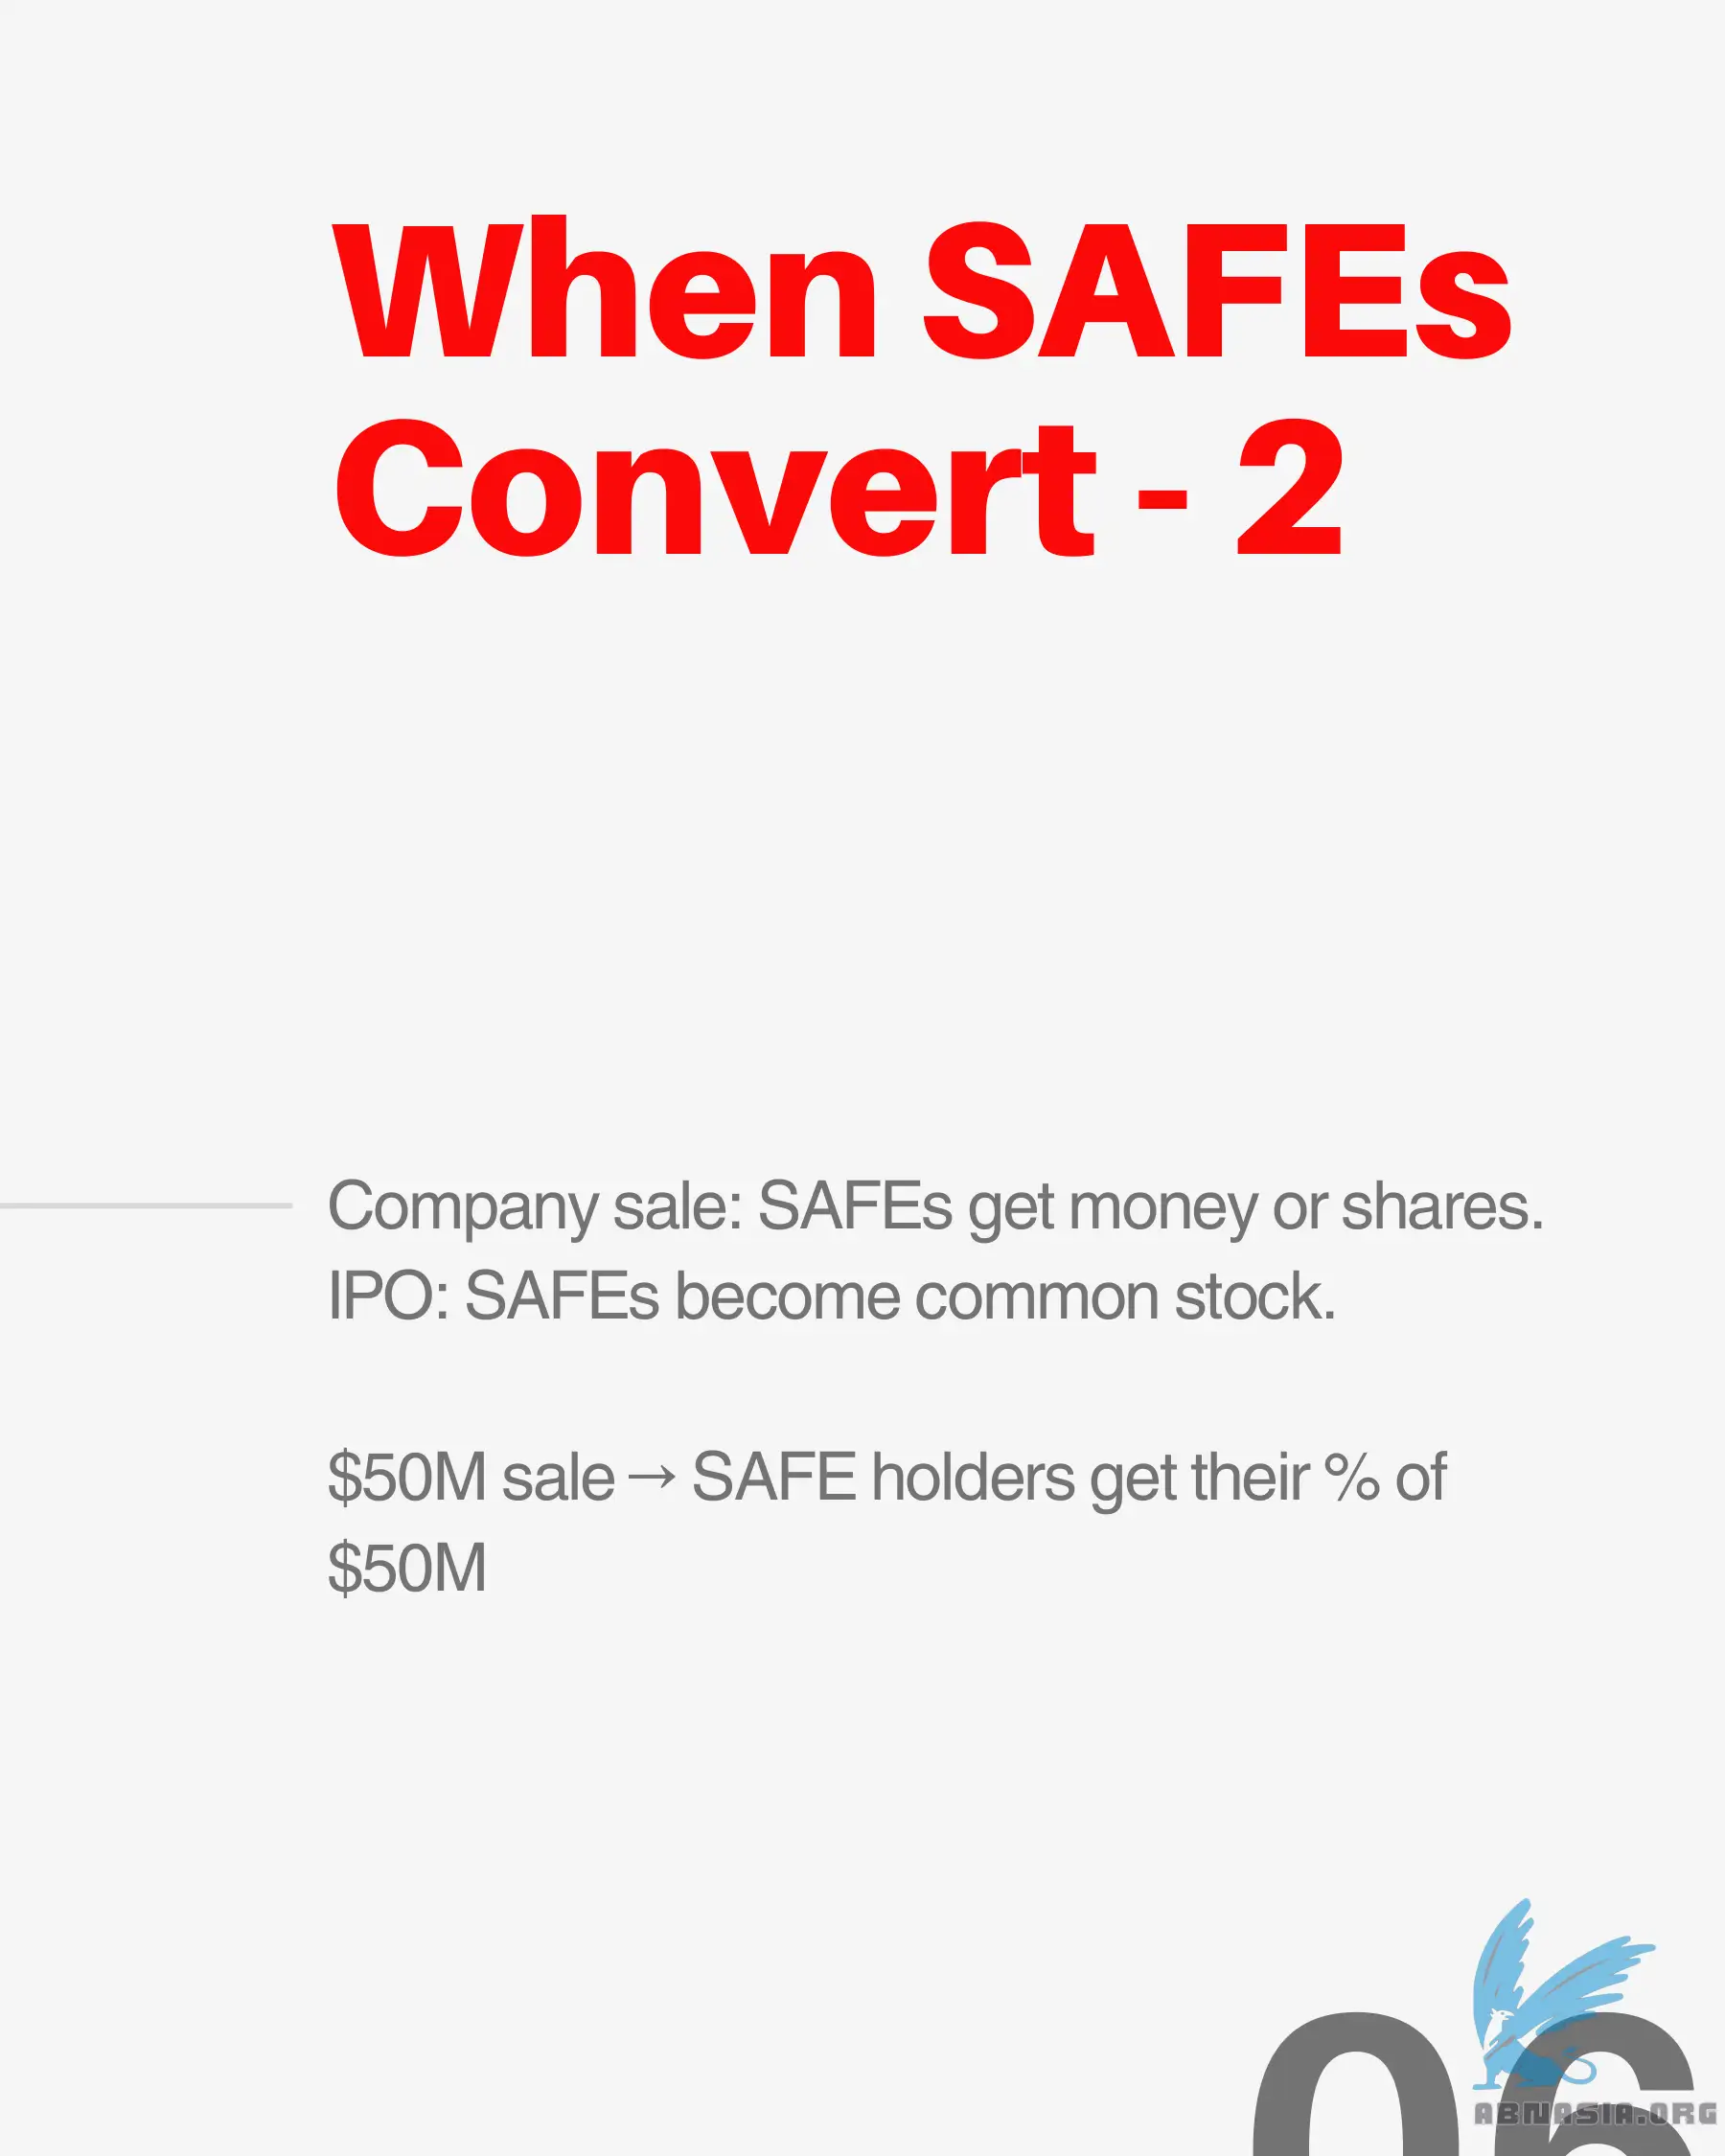 When SAFEs
Convert - 2
Company sale: SAFEs get money or shares.
IPO: SAFEs become common stock.
$50M sale → SAFE holders get their % of
$50M
06
ABMASIA.ORG